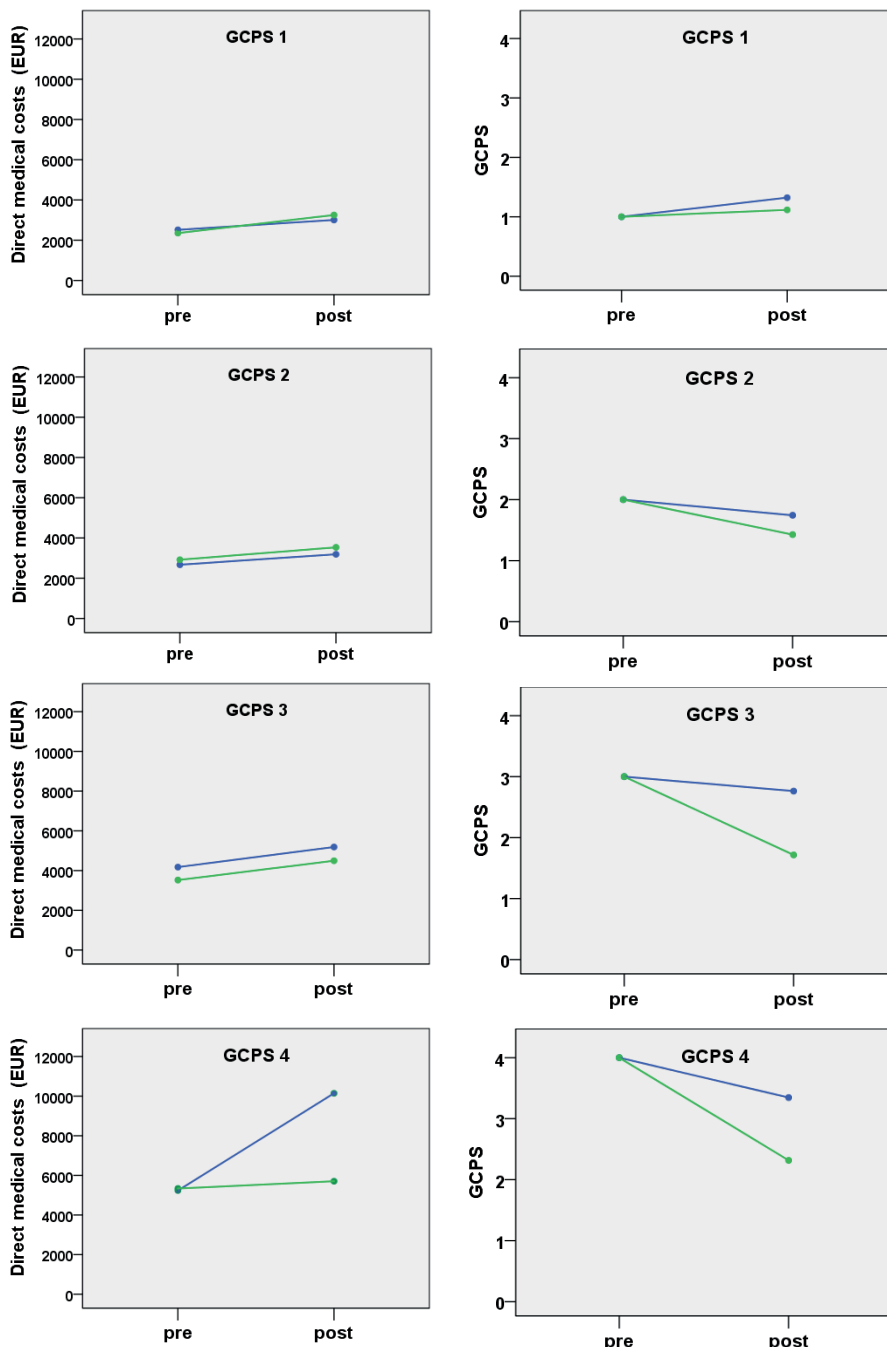 Direct medical costs (EUR)
GCPS 1
12000
10000
8000
6000
4000
2000
0
pre post
GCPS
GCPS 1
4
3
2
1
0
pre post
Direct medical costs (EUR)
GCPS 2
12000
10000
8000
6000
4000
2000
0
pre post
GCPS
GCPS 2
4
3
2
1
0
pre post
Direct medical costs (EUR)
GCPS 3
12000
10000
8000
6000
4000
2000
0
pre post
GCPS
GCPS 3
4
3
2
1
0
pre post
Direct medical costs (EUR)
GCPS 4
12000
10000
8000
6000
4000
2000
0
pre post
GCPS
GCPS 4
4
3
2
1
0
pre post